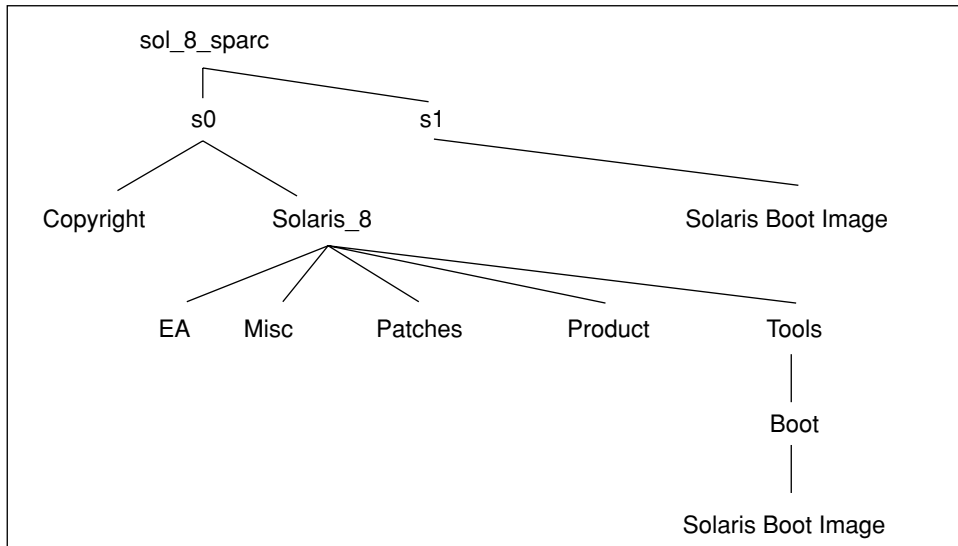 sol_8_sparc
s0 s1
Copyright Solaris_8 Solaris Boot Image
EA Misc Patches Product Tools
Boot
Solaris Boot Image